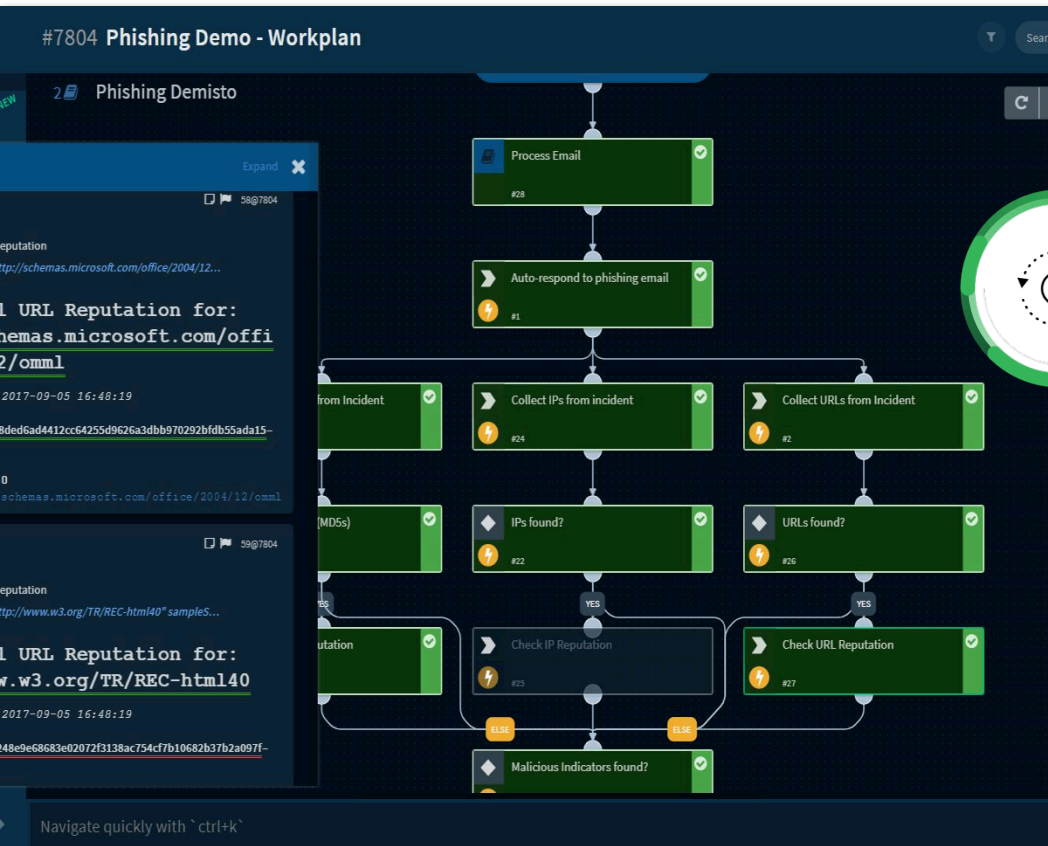 #7804 Phishing Demo - Workplan
Sear
NEW
2 Phishing Demisto
Expand
58@7804
eputation
ttp://schemas.microsoft.com/office/2004/12...
l URL Reputation for:
hemas.microsoft.com/offi
2/omml
2017-09-05 16:48:19
8ded6ad4412cc64255d9626a3dbb970292bfdb55ada15-
0
schemas.microsoft.com/office/2004/12/omml
59@7804
eputation
ttp://www.w3.org/TR/REC-html40" sampleS...
l URL Reputation for:
w.w3.org/TR/REC-html40
2017-09-05 16:48:19
248e9e68683e02072f3138ac754cf7b10682b37b2a097f-
Process Email
#28
Auto-respond to phishing email
#1
from Incident
Collect IPs from incident
#24
Collect URLs from Incident
#2
(MD5s)
IPs found?
#22
URLs found?
#26
YES
YES
YES
utation
Check IP Reputation
#25
Check URL Reputation
#27
ELSE
ELSE
Malicious Indicators found?
Navigate quickly with `ctrl+k`